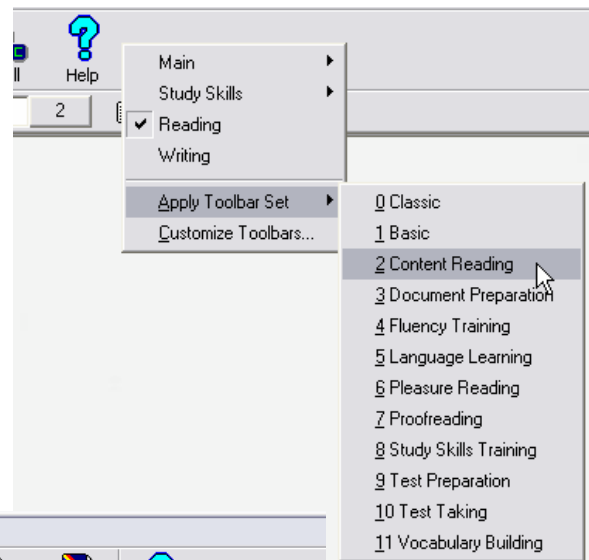 Help
2
Main
Study Skills
Reading
Writing
Apply Toolbar Set
Customize Toolbars...
0 Classic
1 Basic
2 Content Reading
3 Document Preparation
4 Fluency Training
5 Language Learning
6 Pleasure Reading
7 Proofreading
8 Study Skills Training
9 Test Preparation
10 Test Taking
11 Vocabulary Building